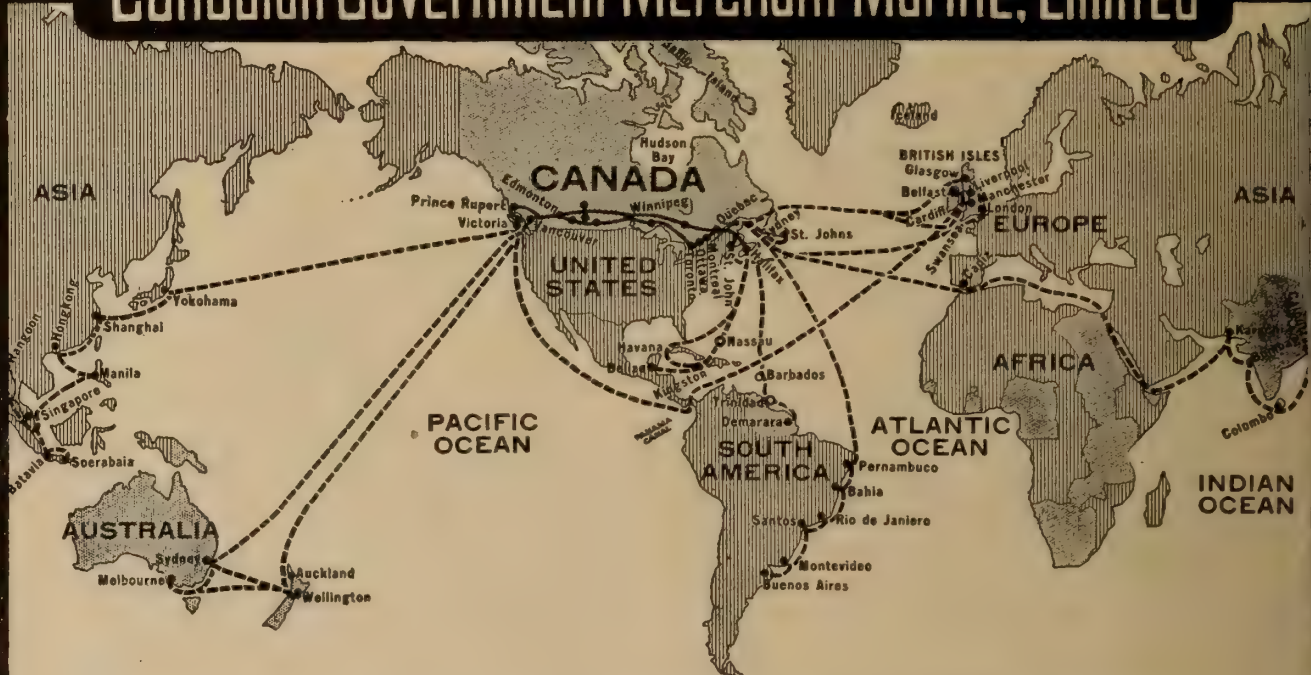 Canadian Government Merchant Marine, Limited
Island
Iceland
Hudson
Bay
BRITISH ISLES
Glasgow
Liverpool
Belfast
Manchester
Cardiff
London
Swansea
EUROPE
Cadiz
ASIA
ASIA
CANADA
Prince Rupert
Edmonton
Winnipeg
Quebec
Victoria
Vancouver
Sydney
St. Johns
Halifax
St. John
Montreal
Ottawa
Toronto
UNITED
STATES
Yokohama
Hongkong
Shanghai
Rangoon
Manila
Singapore
Batavia
Soerabaia
Havana
Nassau
Belize
Kingston
Barbados
Trinidad
Demarara
PANAMA
CANAL
AFRICA
Karachi
Bombay
Colombo
PACIFIC
OCEAN
ATLANTIC
OCEAN
SOUTH
AMERICA
Pernambuco
Bahia
INDIAN
OCEAN
Santos
Rio de Janiero
Montevideo
Buenos Aires
AUSTRALIA
Sydney
Melbourne
Auckland
Wellington